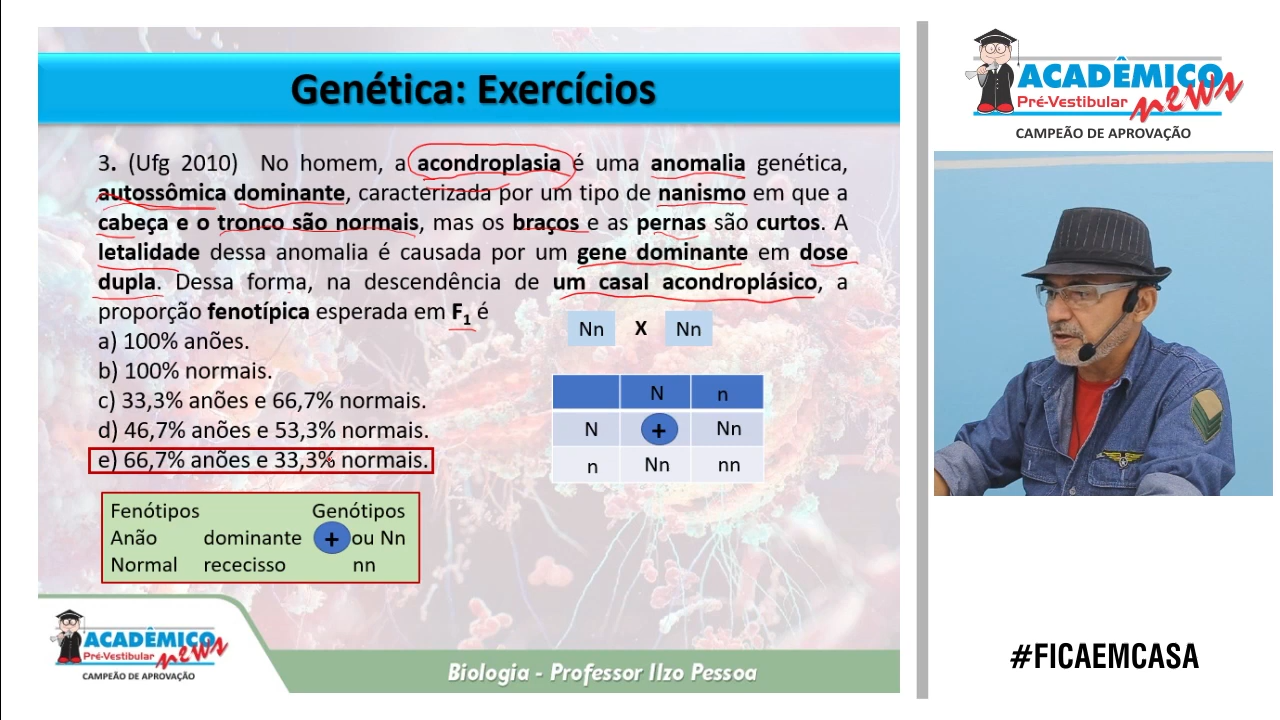 Genética: Exercícios
3. (Ufg 2010) No homem, a acondroplasia é uma anomalia genética,
autossômica dominante, caracterizada por um tipo de nanismo em que a
cabeça e o tronco são normais, mas os braços e as pernas são curtos. A
letalidade dessa anomalia é causada por um gene dominante em dose
dupla. Dessa forma, na descendência de um casal acondroplásico, a
proporção fenotípica esperada em F1 é
a) 100% anões.
b) 100% normais.
c) 33,3% anões e 66,7% normais.
d) 46,7% anões e 53,3% normais.
e) 66,7% anões e 33,3% normais.
Nn X Nn
N n
N + Nn
n Nn nn
Fenótipos Genótipos
Anão dominante + ou Nn
Normal rececisso nn
ACADÊMICO
Pré-Vestibular news
CAMPEÃO DE APROVAÇÃO
Biologia - Professor Ilzo Pessoa
ACADÊMICO
Pré-Vestibular news
CAMPEÃO DE APROVAÇÃO
#FICAEMCASA